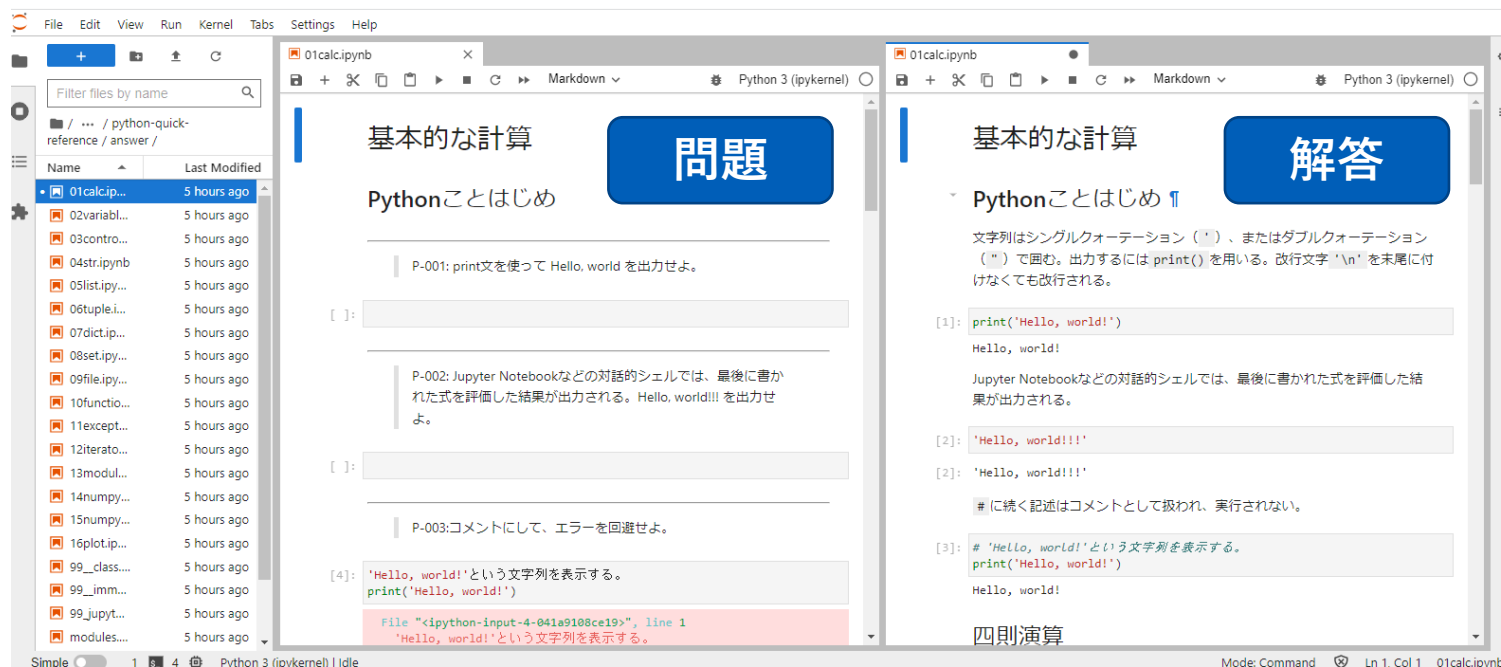 File Edit View Run Kernel Tabs Settings Help
+
Filter files by name
/ ··· / python-quick-
reference / answer /
Name Last Modified
01calc.ip... 5 hours ago
02variabl... 5 hours ago
03contro... 5 hours ago
04str.ipynb 5 hours ago
05list.ipy... 5 hours ago
06tuple.i... 5 hours ago
07dict.ip... 5 hours ago
08set.ipy... 5 hours ago
09file.ipy... 5 hours ago
10functio... 5 hours ago
11except... 5 hours ago
12iterato... 5 hours ago
13modul... 5 hours ago
14numpy... 5 hours ago
15numpy... 5 hours ago
16plot.ip... 5 hours ago
99__class.... 5 hours ago
99__imm... 5 hours ago
99_jupyt... 5 hours ago
modules.... 5 hours ago
01calc.ipynb
Markdown Python 3 (ipykernel)
基本的な計算
問題
Pythonことはじめ
P-001: print文を使って Hello, world を出力せよ。
[ ]:
P-002: Jupyter Notebookなどの対話的シェルでは、最後に書か
れた式を評価した結果が出力される。Hello, world!!! を出力せ
よ。
[ ]:
P-003:コメントにして、エラーを回避せよ。
[4]: 'Hello, world!'という文字列を表示する。
print('Hello, world!')
File "<ipython-input-4-041a9108ce19>", line 1
'Hello, world!'という文字列を表示する。
01calc.ipynb
Markdown Python 3 (ipykernel)
基本的な計算
解答
Pythonことはじめ ¶
文字列はシングルクォーテーション（'）、またはダブルクォーテーション
（"）で囲む。出力するには print() を用いる。改行文字 '\n' を末尾に付
けなくても改行される。
[1]: print('Hello, world!')
Hello, world!
Jupyter Notebookなどの対話的シェルでは、最後に書かれた式を評価した結
果が出力される。
[2]: 'Hello, world!!!'
[2]: 'Hello, world!!!'
# に続く記述はコメントとして扱われ、実行されない。
[3]: # 'Hello, world!'という文字列を表示する。
print('Hello, world!')
Hello, world!
四則演算
Simple 1 4 Python 3 (ipykernel) | Idle Mode: Command Ln 1, Col 1 01calc.ipynb